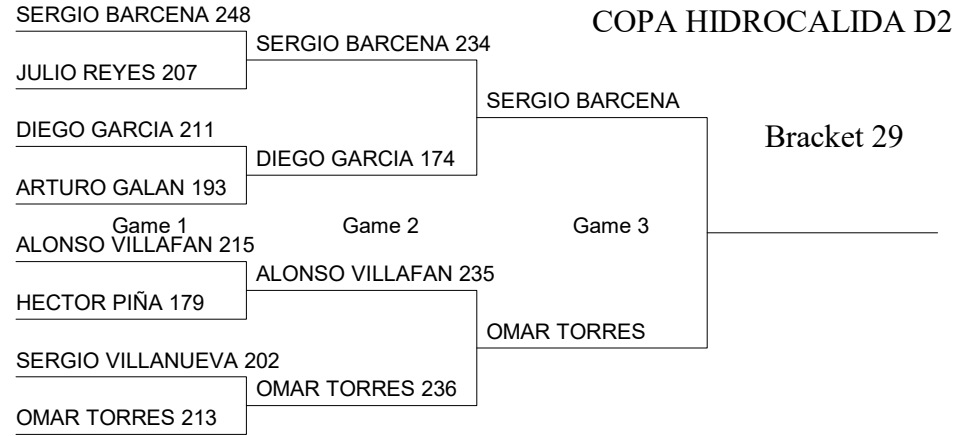 SERGIO BARCENA 248
COPA HIDROCALIDA D2
SERGIO BARCENA 234
JULIO REYES 207
SERGIO BARCENA
DIEGO GARCIA 211
Bracket 29
DIEGO GARCIA 174
ARTURO GALAN 193
Game 1
Game 2
Game 3
ALONSO VILLAFAN 215
ALONSO VILLAFAN 235
HECTOR PIÑA 179
OMAR TORRES
SERGIO VILLANUEVA 202
OMAR TORRES 236
OMAR TORRES 213